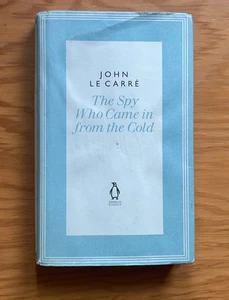 JOHN
LE CARRÉ
The Spy
Who Came in
from the Cold